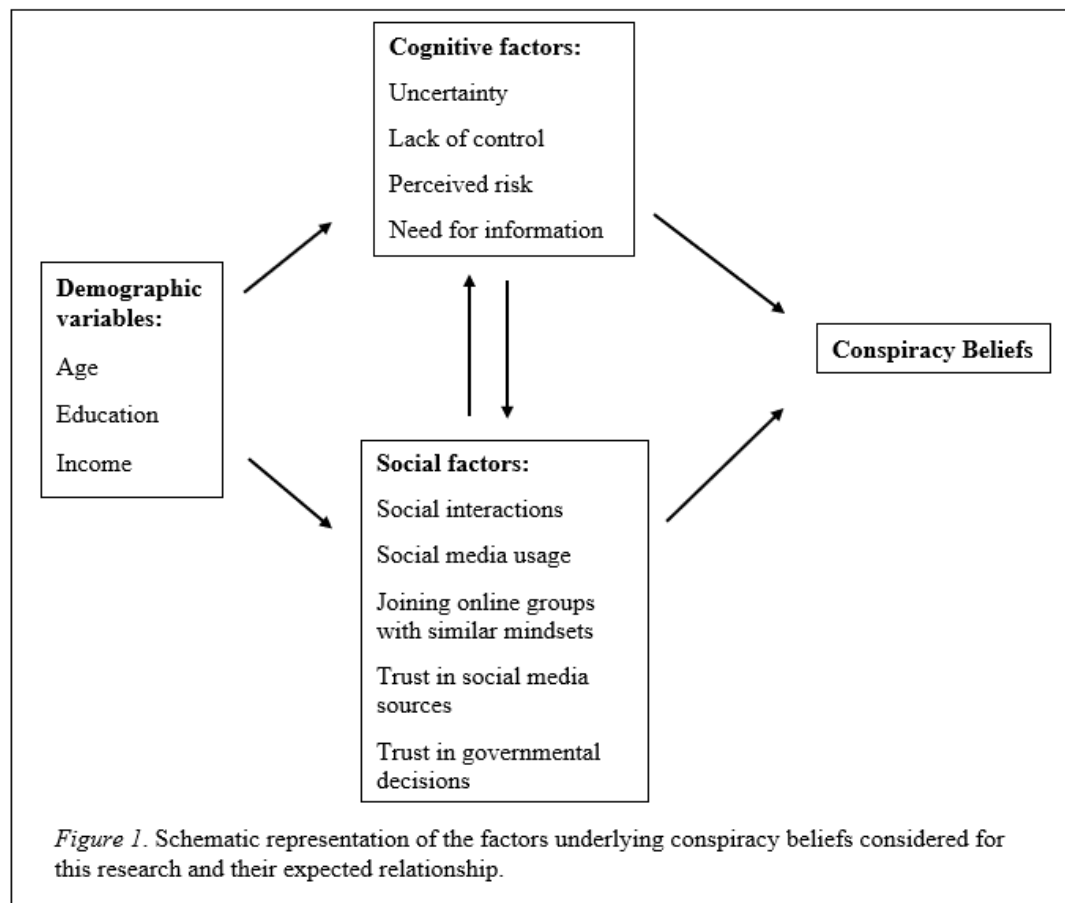 Cognitive factors:
Uncertainty
Lack of control
Perceived risk
Need for information
Demographic
variables:
Age
Education
Income
Conspiracy Beliefs
Social factors:
Social interactions
Social media usage
Joining online groups
with similar mindsets
Trust in social media
sources
Trust in governmental
decisions
Figure 1. Schematic representation of the factors underlying conspiracy beliefs considered for
this research and their expected relationship.